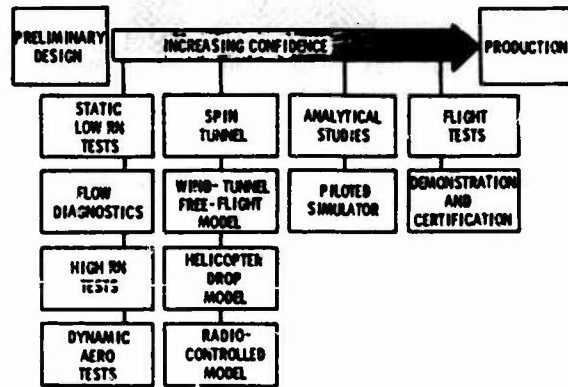 PRELIMINARY
DESIGN
INCREASING CONFIDENCE
PRODUCTION
STATIC
LOW RN
TESTS
FLOW
DIAGNOSTICS
HIGH RN
TESTS
DYNAMIC
AERO
TESTS
SPIN
TUNNEL
WIND-TUNNEL
FREE-FLIGHT
MODEL
HELICOPTER
DROP
MODEL
RADIO-
CONTROLLED
MODEL
ANALYTICAL
STUDIES
PILOTED
SIMULATOR
FLIGHT
TESTS
DEMONSTRATION
AND
CERTIFICATION